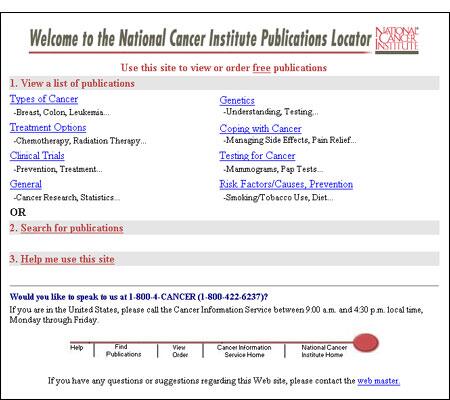 Welcome to the National Cancer Institute Publications Locator
NATIONAL
CANCER
INSTITUTE
Use this site to view or order free publications
1. View a list of publications
Types of Cancer
-Breast, Colon, Leukemia...
Genetics
-Understanding, Testing...
Treatment Options
-Chemotherapy, Radiation Therapy...
Coping with Cancer
-Managing Side Effects, Pain Relief...
Clinical Trials
-Prevention, Treatment...
Testing for Cancer
-Mammograms, Pap Tests...
General
-Cancer Research, Statistics...
Risk Factors/Causes, Prevention
-Smoking/Tobacco Use, Diet...
OR
2. Search for publications
3. Help me use this site
Would you like to speak to us at 1-800-4-CANCER (1-800-422-6237)?
If you are in the United States, please call the Cancer Information Service between 9:00 a.m. and 4:30 p.m. local time,
Monday through Friday.
Help
Find
Publications
View
Order
Cancer Information
Service Home
National Cancer
Institute Home
If you have any questions or suggestions regarding this Web site, please contact the web master.